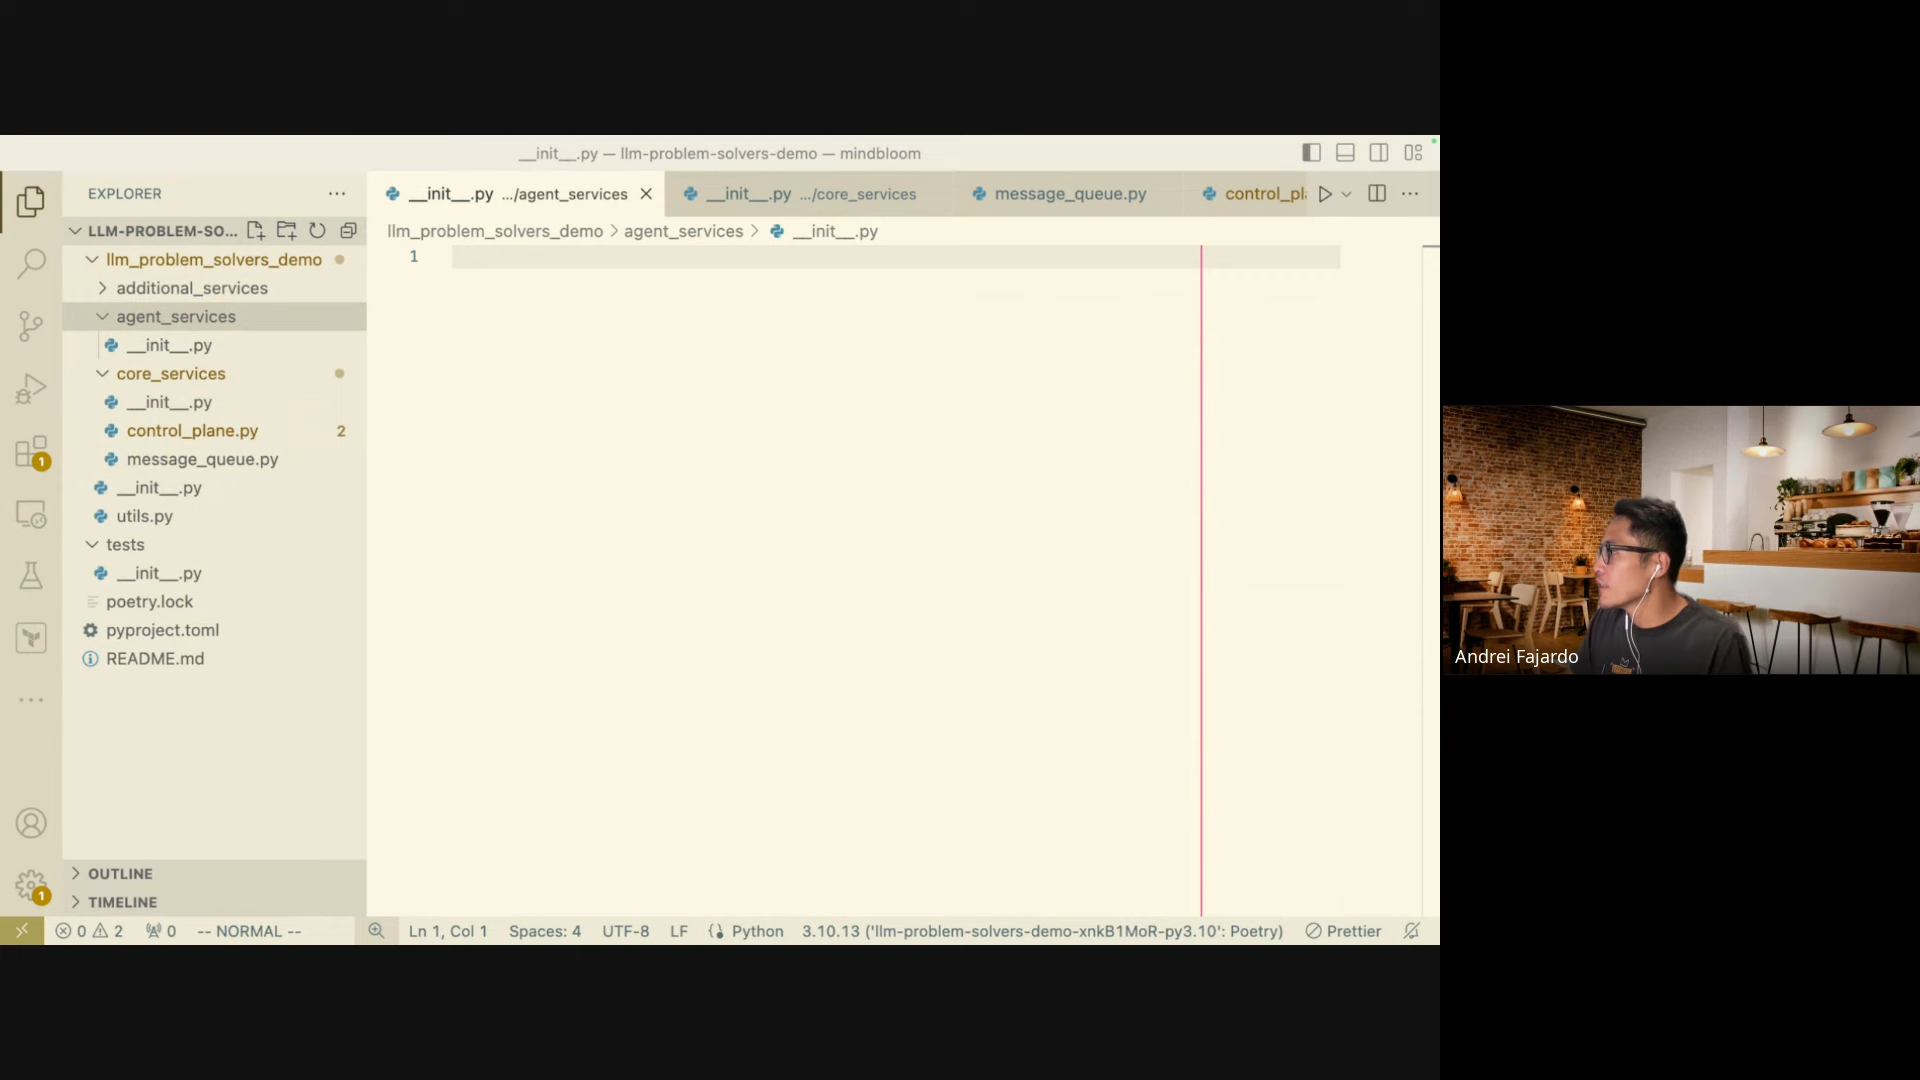 __init__.py — llm-problem-solvers-demo — mindbloom
EXPLORER
__init__.py .../agent_services
__init__.py .../core_services
message_queue.py
control_pl
LLM-PROBLEM-SO...
llm_problem_solvers_demo > agent_services > __init__.py
1
llm_problem_solvers_demo
additional_services
agent_services
__init__.py
core_services
__init__.py
control_plane.py 2
message_queue.py
__init__.py
utils.py
tests
__init__.py
poetry.lock
pyproject.toml
README.md
1
OUTLINE
1
TIMELINE
0 2 0 -- NORMAL -- Ln 1, Col 1 Spaces: 4 UTF-8 LF Python 3.10.13 ('llm-problem-solvers-demo-xnkB1MoR-py3.10': Poetry) Prettier
Andrei Fajardo